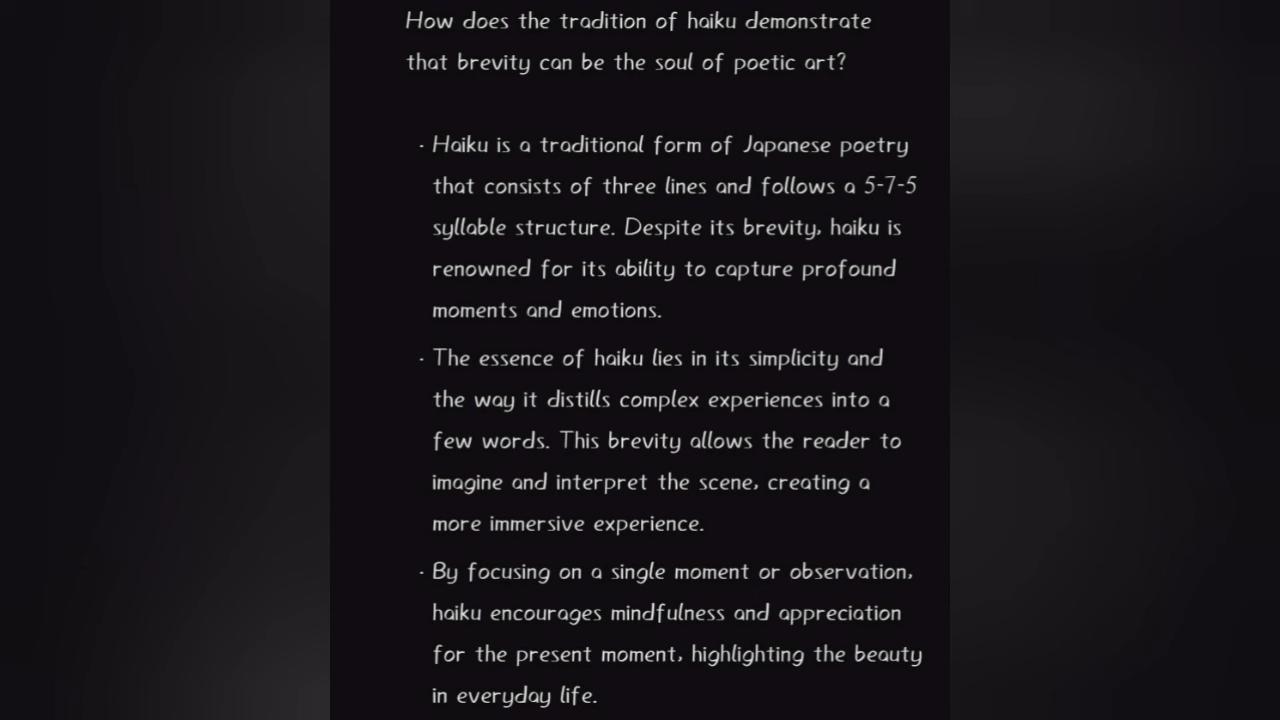 How does the tradition of haiku demonstrate
that brevity can be the soul of poetic art?
· Haiku is a traditional form of Japanese poetry
that consists of three lines and follows a 5-7-5
syllable structure. Despite its brevity, haiku is
renowned for its ability to capture profound
moments and emotions.
· The essence of haiku lies in its simplicity and
the way it distills complex experiences into a
few words. This brevity allows the reader to
imagine and interpret the scene, creating a
more immersive experience.
· By focusing on a single moment or observation,
haiku encourages mindfulness and appreciation
for the present moment, highlighting the beauty
in everyday life.